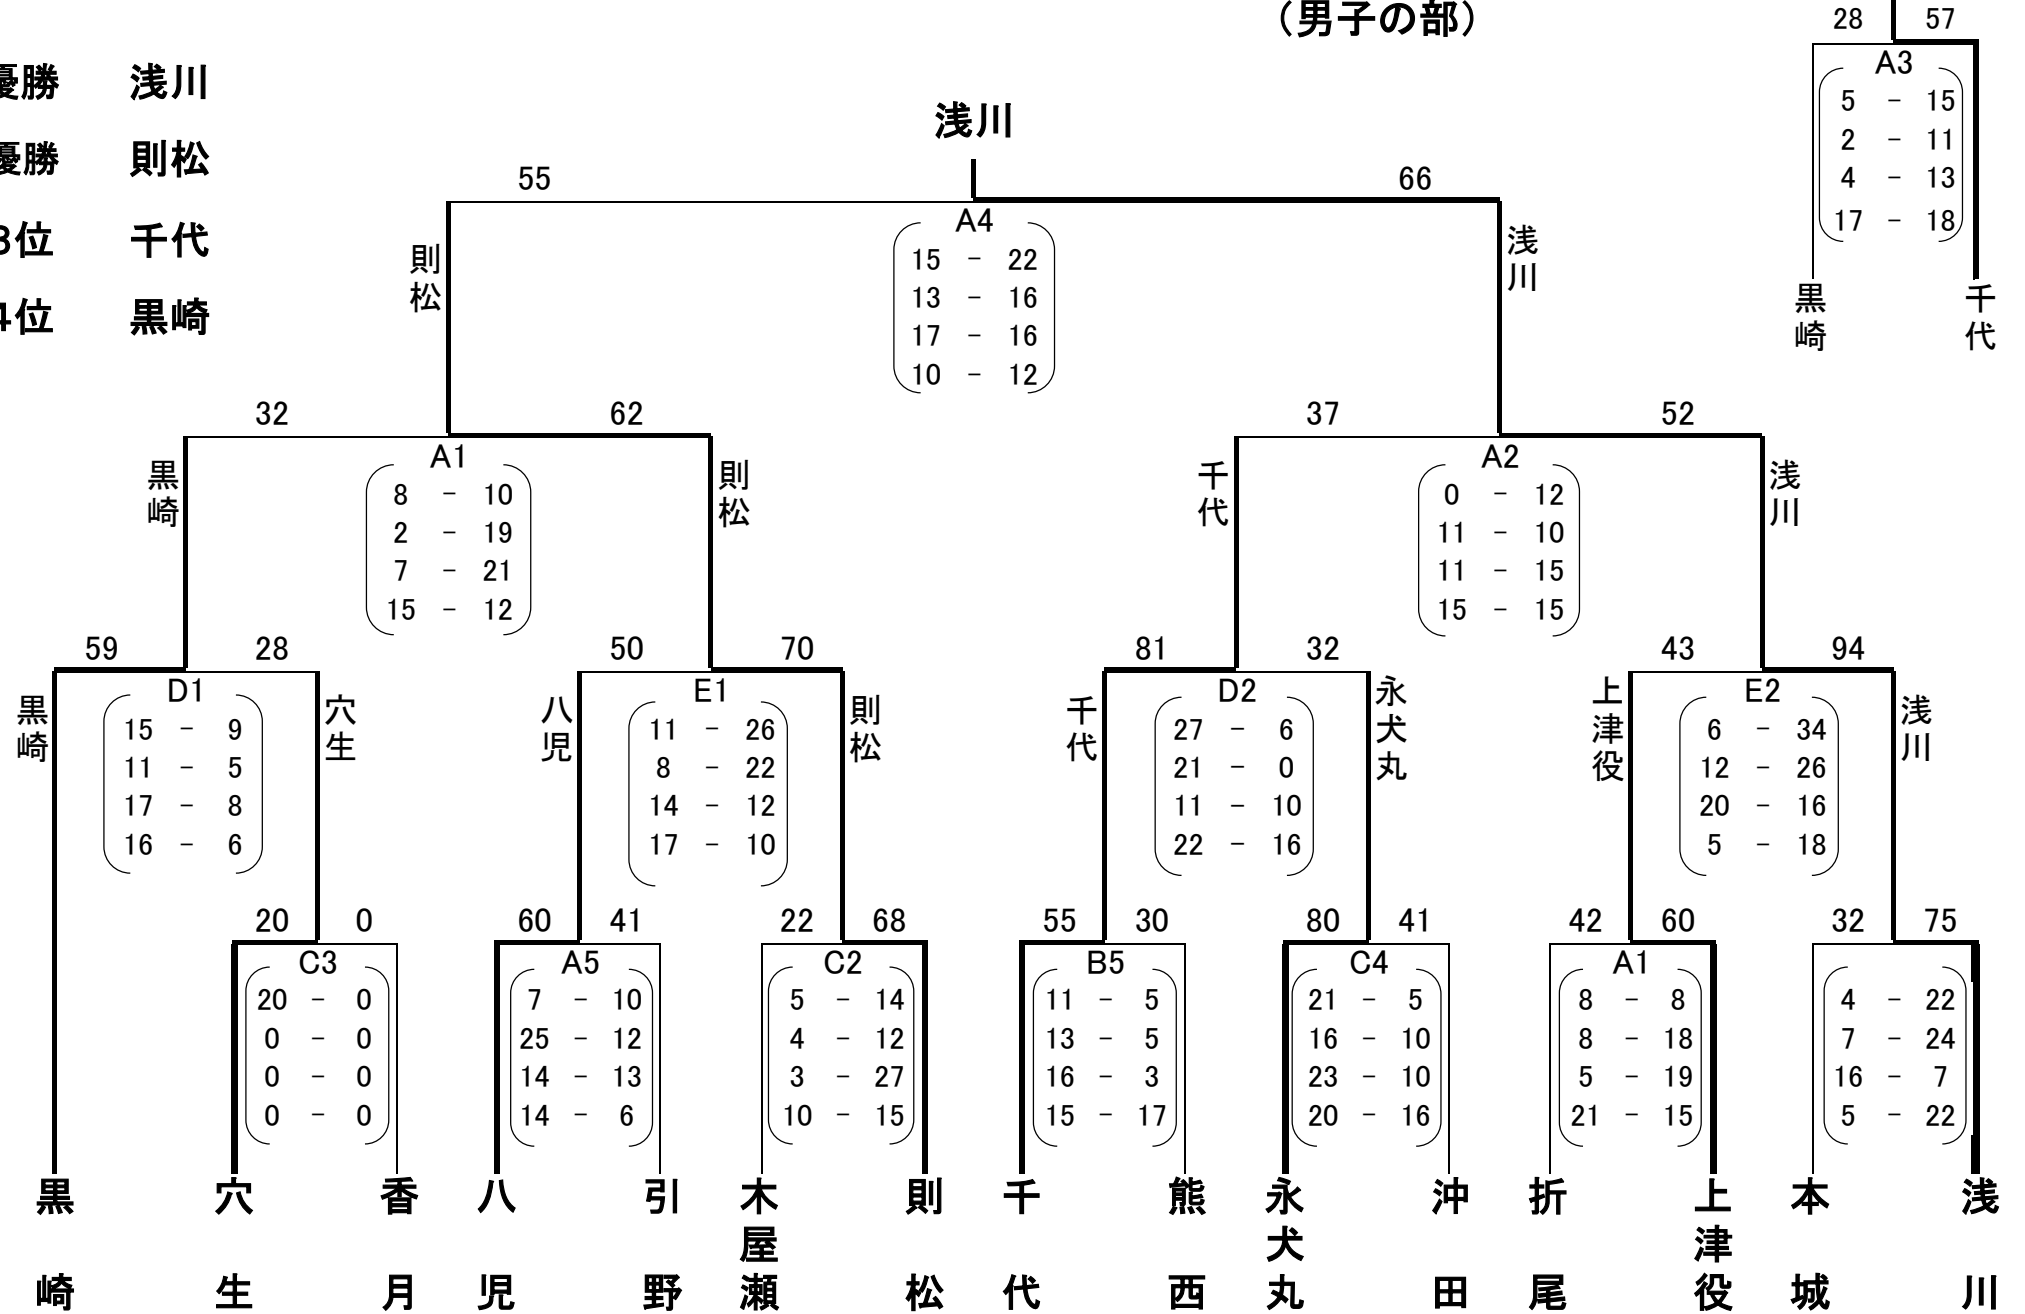 （男子の部）
28 57
A3
5 - 15
2 - 11
4 - 13
17 - 18
黒崎 千代
優勝 浅川
優勝 則松
3位 千代
4位 黒崎
浅川
55 66
A4
15 - 22
13 - 16
17 - 16
10 - 12
則松 浅川
32 62
A1
8 - 10
2 - 19
7 - 21
15 - 12
黒崎 則松
37 52
A2
0 - 12
11 - 10
11 - 15
15 - 15
千代 浅川
59 28
D1
15 - 9
11 - 5
17 - 8
16 - 6
黒崎 穴生
50 70
E1
11 - 26
8 - 22
14 - 12
17 - 10
八児 則松
81 32
D2
27 - 6
21 - 0
11 - 10
22 - 16
千代 永犬丸
43 94
E2
6 - 34
12 - 26
20 - 16
5 - 18
上津役 浅川
20 0
C3
20 - 0
0 - 0
0 - 0
0 - 0
60 41
A5
7 - 10
25 - 12
14 - 13
14 - 6
22 68
C2
5 - 14
4 - 12
3 - 27
10 - 15
55 30
B5
11 - 5
13 - 5
16 - 3
15 - 17
80 41
C4
21 - 5
16 - 10
23 - 10
20 - 16
42 60
A1
8 - 8
8 - 18
5 - 19
21 - 15
32 75
4 - 22
7 - 24
16 - 7
5 - 22
黒崎
穴生
香月
八児
引野
木屋瀬
則松
千代
熊西
永犬丸
沖田
折尾
上津役
本城
浅川